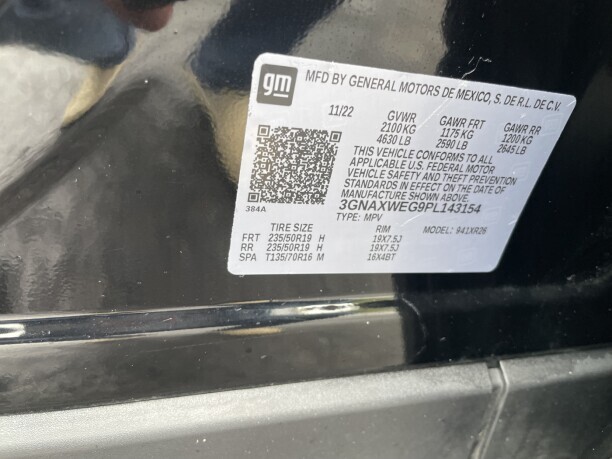 gm
MFD BY GENERAL MOTORS DE MEXICO, S. DE R.L. DE C.V.
11/22 GVWR GAWR FRT GAWR RR
2100 KG 1175 KG 1200 KG
4630 LB 2590 LB 2645 LB
THIS VEHICLE CONFORMS TO ALL
APPLICABLE U.S. FEDERAL MOTOR
VEHICLE SAFETY AND THEFT PREVENTION
STANDARDS IN EFFECT ON THE DATE OF
MANUFACTURE SHOWN ABOVE.
384A
3GNAXWEG9PL143154
TYPE: MPV MODEL: 941XR26
TIRE SIZE RIM
FRT 235/50R19 H 19X7.5J
RR 235/50R19 H 19X7.5J
SPA T135/70R16 M 16X4BT